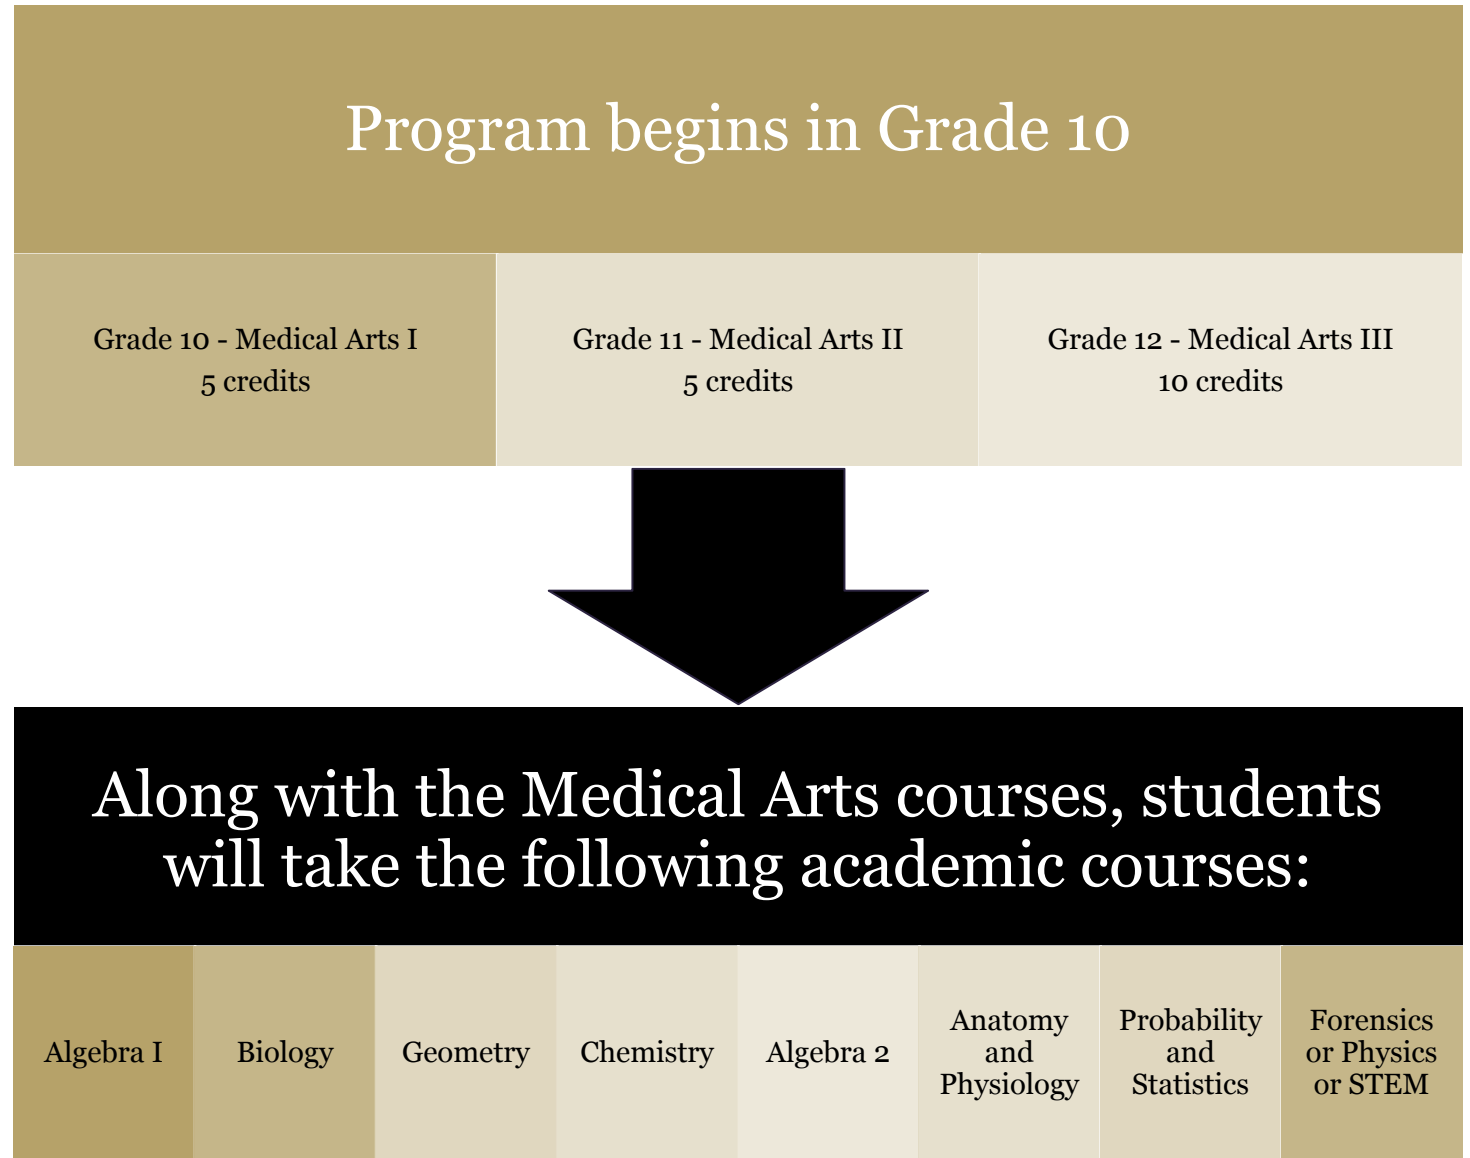 Program begins in Grade 10
Grade 10 - Medical Arts I
5 credits
Grade 11 - Medical Arts II
5 credits
Grade 12 - Medical Arts III
10 credits
Along with the Medical Arts courses, students
will take the following academic courses:
Algebra I
Biology
Geometry
Chemistry
Algebra 2
Anatomy
and
Physiology
Probability
and
Statistics
Forensics
or Physics
or STEM